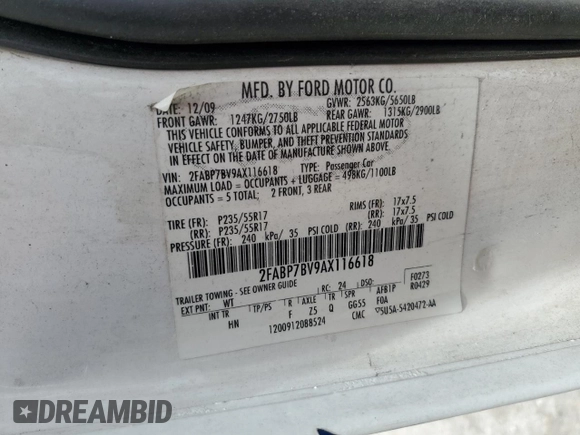 MFD. BY FORD MOTOR CO.
DATE: 12/09 GVWR: 2563KG/5650LB
FRONT GAWR: 1247KG/2750LB REAR GAWR: 1315KG/2900LB
THIS VEHICLE CONFORMS TO ALL APPLICABLE FEDERAL MOTOR
VEHICLE SAFETY, BUMPER, AND THEFT PREVENTION STANDARDS
IN EFFECT ON THE DATE OF MANUFACTURE SHOWN ABOVE.
VIN: 2FABP7BV9AX116618 TYPE: Passenger Car
MAXIMUM LOAD = OCCUPANTS + LUGGAGE = 498KG/1100LB
OCCUPANTS = 5 TOTAL: 2 FRONT, 3 REAR
TIRE (FR): P235/55R17 RIMS (FR): 17x7.5
(RR): P235/55R17 (RR): 17x7.5
PRESSURE (FR): 240 kPa/ 35 PSI COLD (RR): 240 kPa/ 35 PSI COLD
2FABP7BV9AX116618
TRAILER TOWING - SEE OWNER GUIDE RC: 24 DSO: F0273
EXT PNT: WT R AXLE TR SPR AFB1P R0429
INT TR TP/PS F Z5 Q GG55 F0A
HN 1200912088524 CMC 5U5A-5420472-AA
DREAMBID
DREAMBID